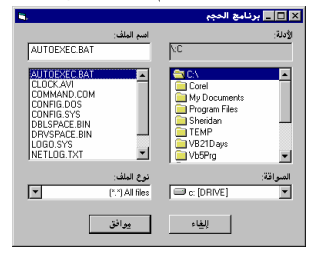 برنامج الحجم
الأدلة:
\:C
C:\
Corel
My Documents
Program Files
Sheridan
TEMP
VB21Days
Vb5Prg
السواقة:
c: [DRIVE]
اسم الملف:
AUTOEXEC.BAT
AUTOEXEC.BAT
CLOCK.AVI
COMMAND.COM
CONFIG.DOS
CONFIG.SYS
DBLSPACE.BIN
DRVSPACE.BIN
LOGO.SYS
NETLOG.TXT
نوع الملف:
(*.*) All files
إلغاء
موافق